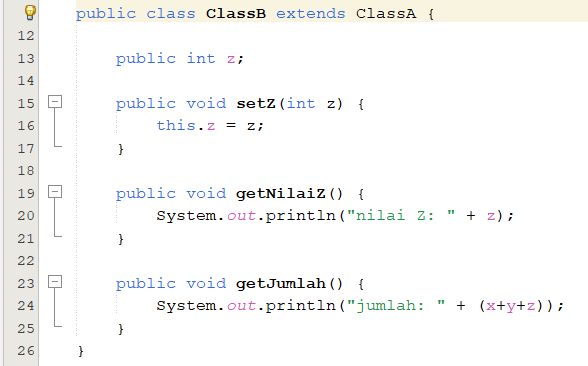 public class ClassB extends ClassA {
12
13 public int z;
14
15 public void setZ(int z) {
16 this.z = z;
17 }
18
19 public void getNilaiZ() {
20 System.out.println("nilai Z: " + z);
21 }
22
23 public void getJumlah() {
24 System.out.println("jumlah: " + (x+y+z));
25 }
26 }